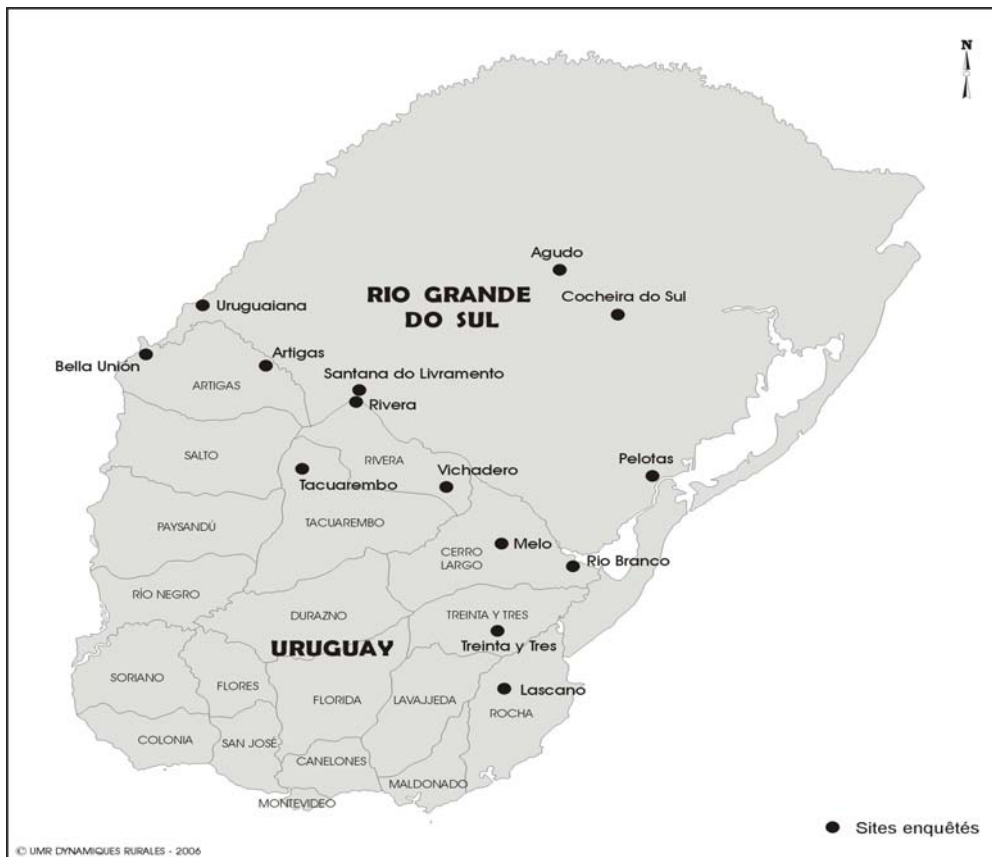 N
Agudo
Cocheira do Sul
RIO GRANDE
DO SUL
Uruguaiana
Bella Unión
Artigas
ARTIGAS
Santana do Livramento
Rivera
SALTO
RIVERA
Tacuarembo
Vichadero
Pelotas
PAYSANDÚ
TACUAREMBO
CERRO
LARGO
Melo
Rio Branco
RÍO NEGRO
DURAZNO
TREINTA Y TRES
Treinta y Tres
URUGUAY
SORIANO
FLORES
FLORIDA
LAVAJJEDA
Lascano
ROCHA
COLONIA
SAN JOSÉ
CANELONES
MALDONADO
MONTEVIDEO
Sites enquêtés
© UMR DYNAMIQUES RURALES - 2006